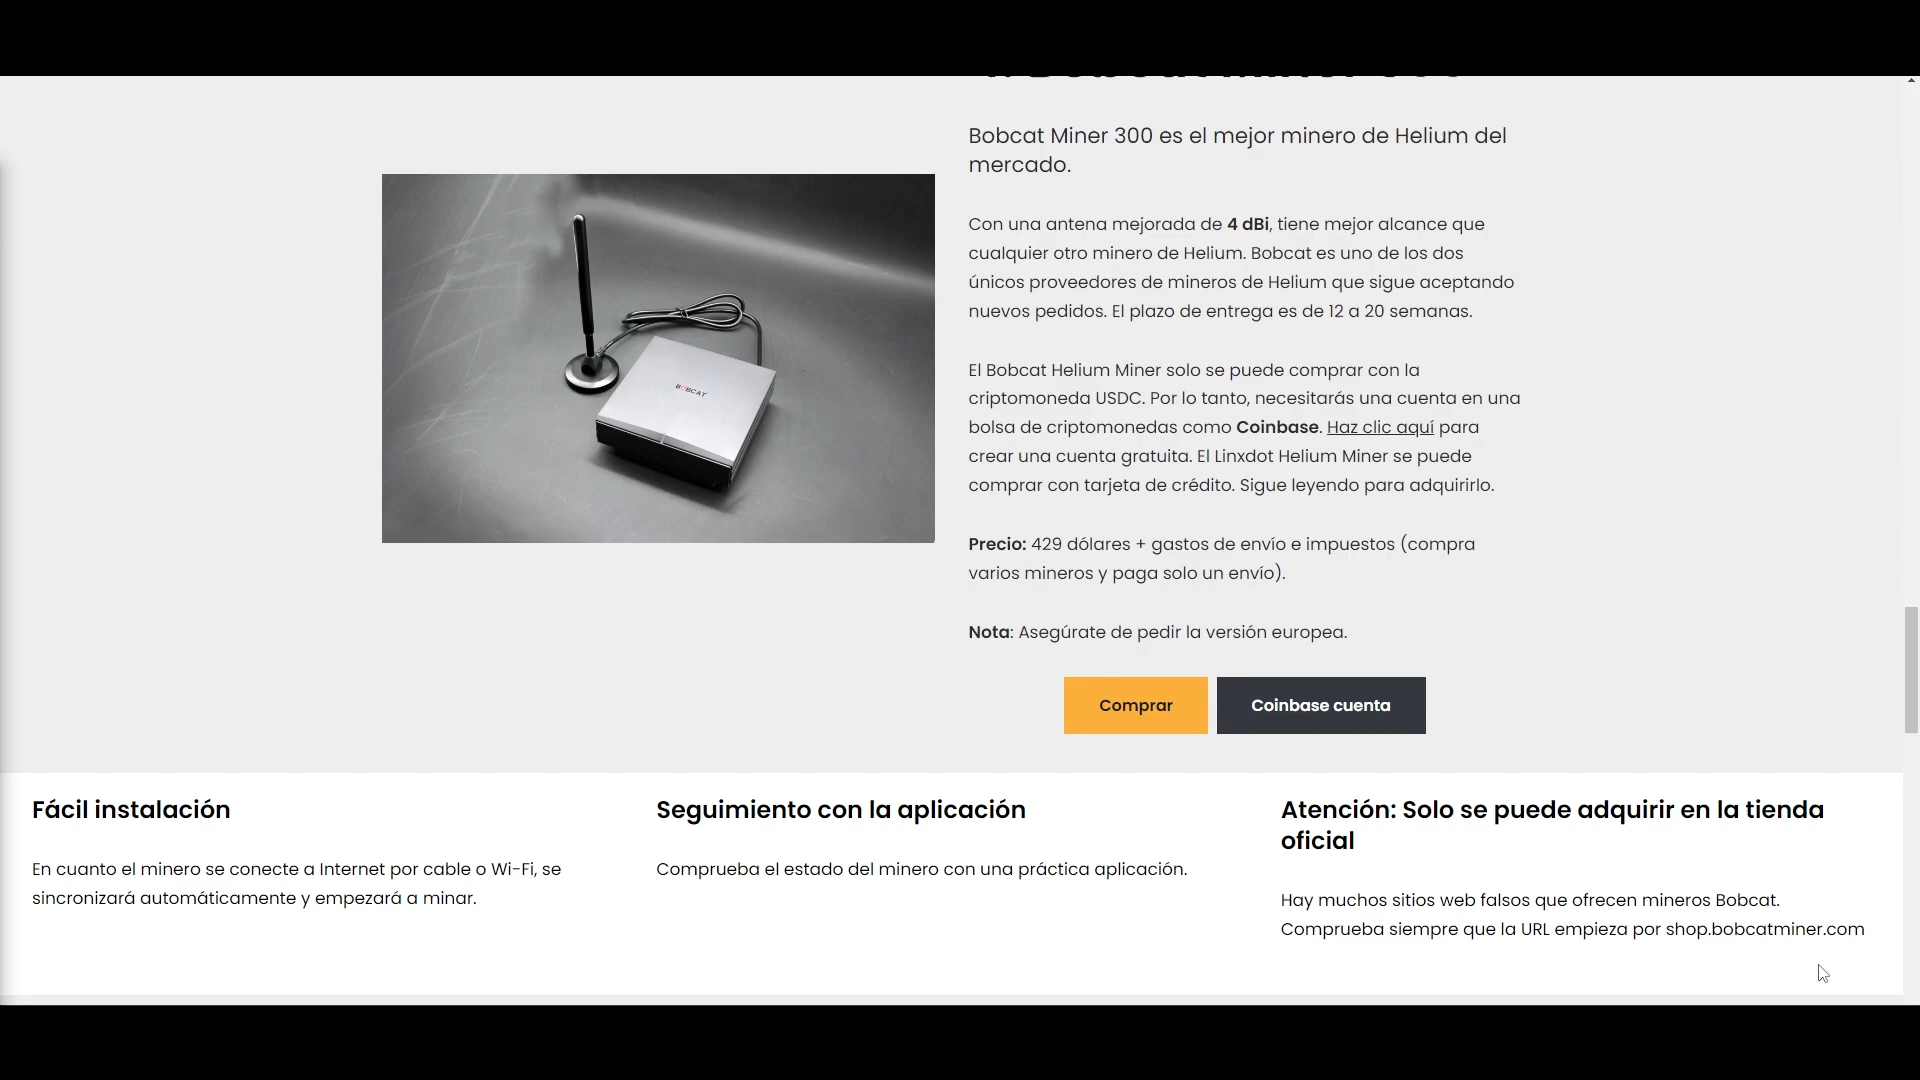 Bobcat Miner 300 es el mejor minero de Helium del
mercado.
Con una antena mejorada de 4 dBi, tiene mejor alcance que
cualquier otro minero de Helium. Bobcat es uno de los dos
únicos proveedores de mineros de Helium que sigue aceptando
nuevos pedidos. El plazo de entrega es de 12 a 20 semanas.
El Bobcat Helium Miner solo se puede comprar con la
criptomoneda USDC. Por lo tanto, necesitarás una cuenta en una
bolsa de criptomonedas como Coinbase. Haz clic aquí para
crear una cuenta gratuita. El Linxdot Helium Miner se puede
comprar con tarjeta de crédito. Sigue leyendo para adquirirlo.
Precio: 429 dólares + gastos de envío e impuestos (compra
varios mineros y paga solo un envío).
Nota: Asegúrate de pedir la versión europea.
Comprar
Coinbase cuenta
BOBCAT
Fácil instalación
En cuanto el minero se conecte a Internet por cable o Wi-Fi, se
sincronizará automáticamente y empezará a minar.
Seguimiento con la aplicación
Comprueba el estado del minero con una práctica aplicación.
Atención: Solo se puede adquirir en la tienda
oficial
Hay muchos sitios web falsos que ofrecen mineros Bobcat.
Comprueba siempre que la URL empieza por shop.bobcatminer.com